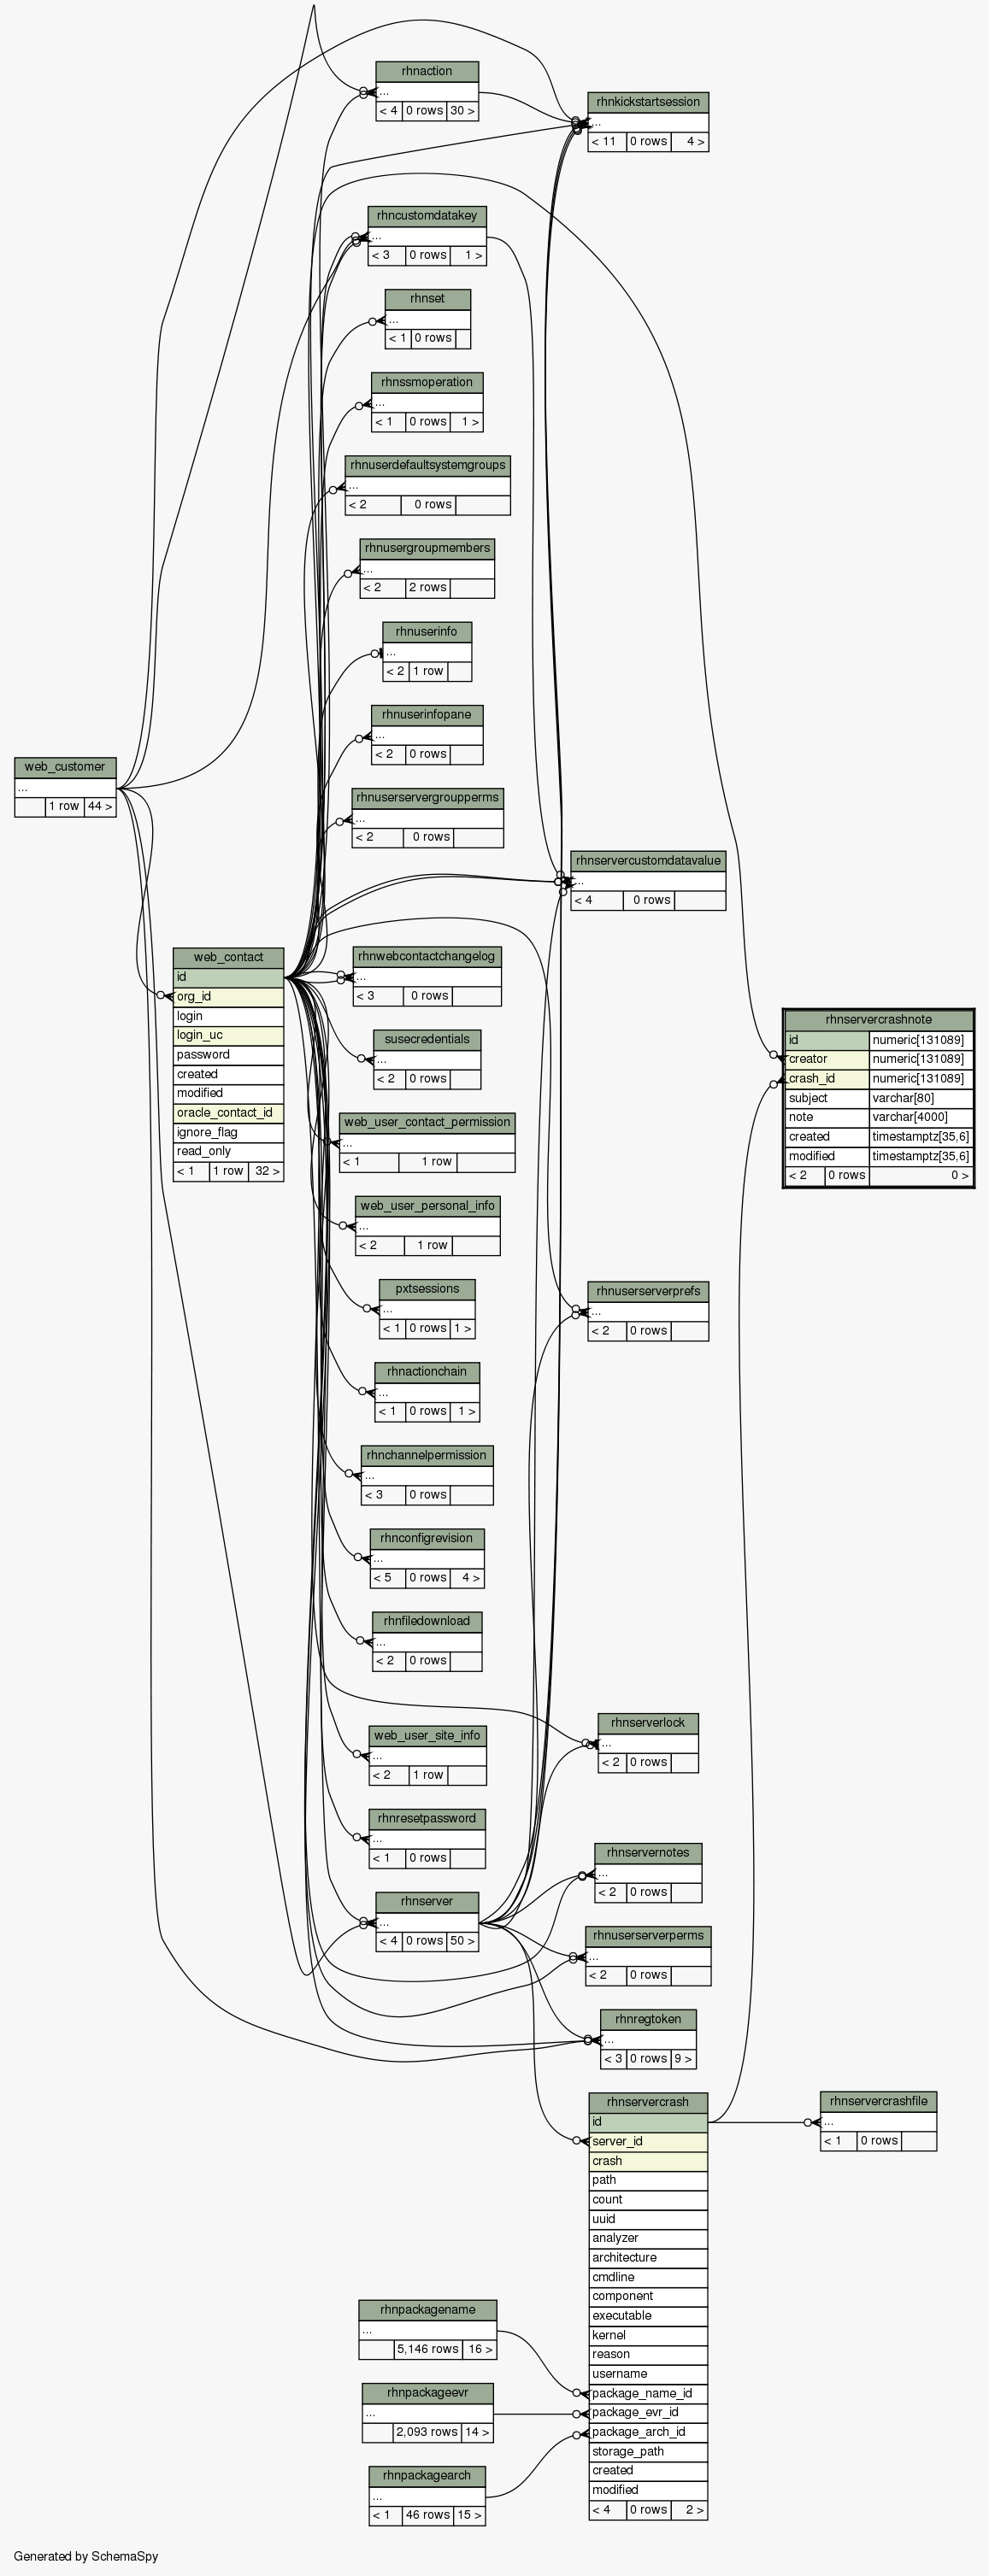 rhnaction
...
< 4 0 rows 30 >
rhnkickstartsession
...
< 11 0 rows 4 >
rhncustomdatakey
...
< 3 0 rows 1 >
rhnset
...
< 1 0 rows
rhnssmoperation
...
< 1 0 rows 1 >
rhnuserdefaultsystemgroups
...
< 2 0 rows
rhnusergroupmembers
...
< 2 2 rows
rhnuserinfo
...
< 2 1 row
rhnuserinfopane
...
< 2 0 rows
web_customer
...
1 row 44 >
rhnuserservergroupperms
...
< 2 0 rows
rhnservercustomdatavalue
...
< 4 0 rows
web_contact
id
org_id
login
login_uc
password
created
modified
oracle_contact_id
ignore_flag
read_only
< 1 1 row 32 >
rhnwebcontactchangelog
...
< 3 0 rows
susecredentials
...
< 2 0 rows
rhnservercrashnote
id numeric[131089]
creator numeric[131089]
crash_id numeric[131089]
subject varchar[80]
note varchar[4000]
created timestamptz[35,6]
modified timestamptz[35,6]
< 2 0 rows 0 >
web_user_contact_permission
...
< 1 1 row
web_user_personal_info
...
< 2 1 row
pxtsessions
...
< 1 0 rows 1 >
rhnuserserverprefs
...
< 2 0 rows
rhnactionchain
...
< 1 0 rows 1 >
rhnchannelpermission
...
< 3 0 rows
rhnconfigrevision
...
< 5 0 rows 4 >
rhnfiledownload
...
< 2 0 rows
rhnserverlock
...
< 2 0 rows
web_user_site_info
...
< 2 1 row
rhnresetpassword
...
< 1 0 rows
rhnservernotes
...
< 2 0 rows
rhnserver
...
< 4 0 rows 50 >
rhnuserserverperms
...
< 2 0 rows
rhnregtoken
...
< 3 0 rows 9 >
rhnservercrash
id
server_id
crash
path
count
uuid
analyzer
architecture
cmdline
component
executable
kernel
reason
username
package_name_id
package_evr_id
package_arch_id
storage_path
created
modified
< 4 0 rows 2 >
rhnservercrashfile
...
< 1 0 rows
rhnpackagename
...
5,146 rows 16 >
rhnpackageevr
...
2,093 rows 14 >
rhnpackagearch
...
< 1 46 rows 15 >
Generated by SchemaSpy